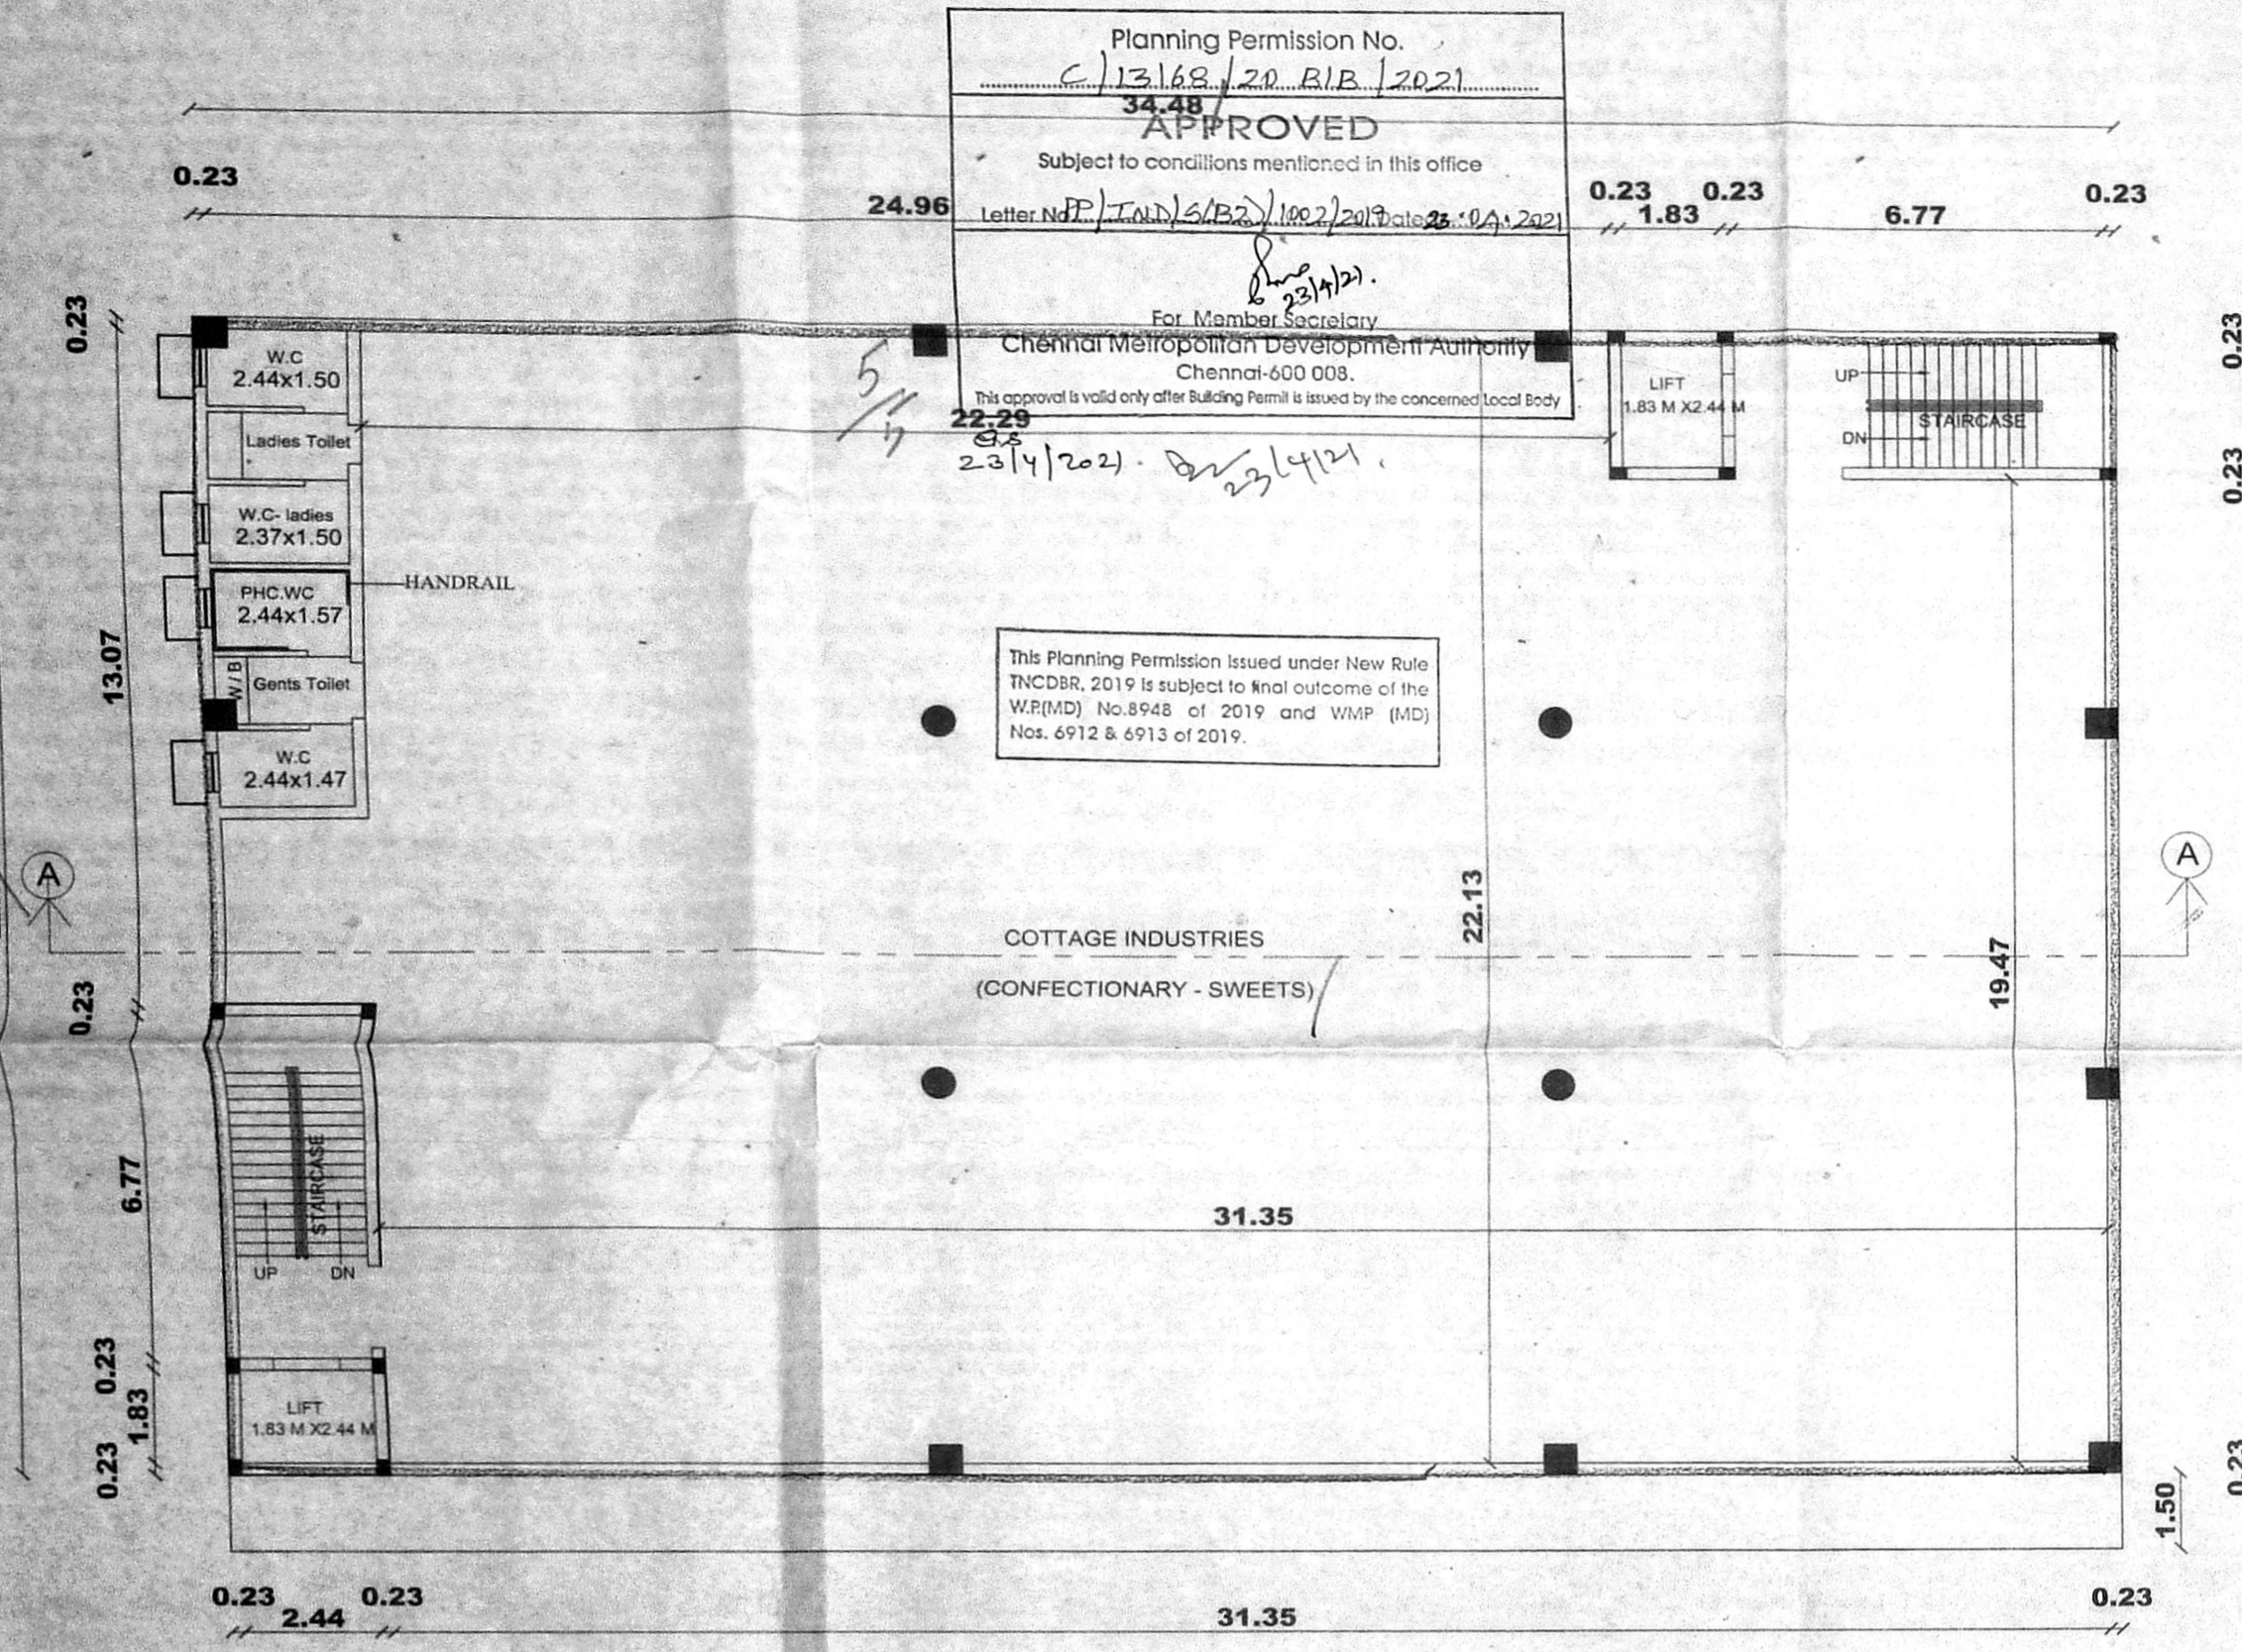 Planning Permission No.
C/13168/20 B/B/2021
34.48
APPROVED
Subject to conditions mentioned in this office
Letter No PP/IND/S(B2)/1002/2019 Date 23.04.2021
23/4/21.
For Member Secretary
Chennai Metropolitan Development Authority
Chennai-600 008.
This approval is valid only after Building Permit is issued by the concerned Local Body
0.23
24.96
0.23
0.23
1.83
6.77
0.23
0.23
0.23
W.C
2.44x1.50
LIFT
1.83 M X2.44 M
UP
STAIRCASE
DN
22.29
23/4/2021.
23/4/21.
Ladies Toilet
0.23
W.C- ladies
2.37x1.50
HANDRAIL
PHC.WC
2.44x1.57
13.07
W/B
Gents Toilet
This Planning Permission issued under New Rule
TNCDBR, 2019 is subject to final outcome of the
W.P.(MD) No.8948 of 2019 and WMP (MD)
Nos. 6912 & 6913 of 2019.
W.C
2.44x1.47
A
A
22.13
COTTAGE INDUSTRIES
(CONFECTIONARY - SWEETS)
19.47
0.23
6.77
STAIRCASE
UP
DN
31.35
0.23
1.83
0.23
LIFT
1.83 M X2.44 M
1.50
0.23
0.23
2.44
0.23
31.35
0.23